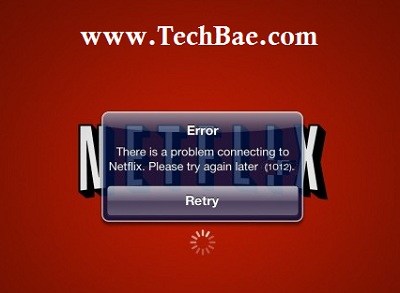 www.TechBae.com
NETFLIX
Error
There is a problem connecting to
Netflix. Please try again later (1012).
Retry